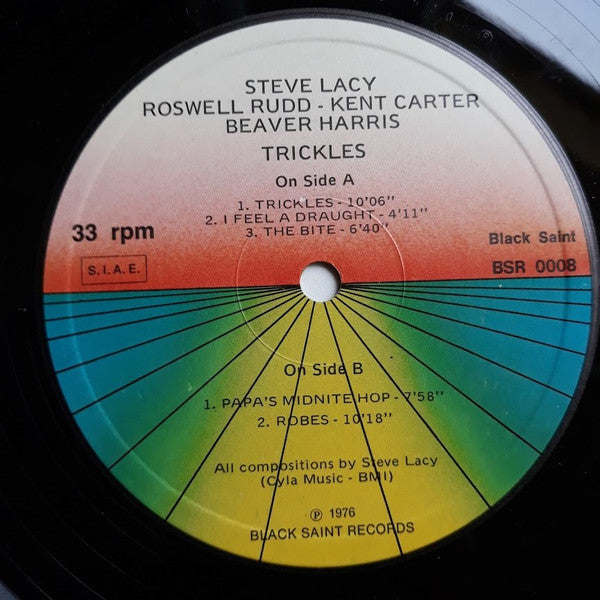 STEVE LACY
ROSWELL RUDD - KENT CARTER
BEAVER HARRIS
TRICKLES
On Side A
1. TRICKLES - 10'06"
2. I FEEL A DRAUGHT - 4'11"
3. THE BITE - 6'40"
33 rpm
Black Saint
S.I.A.E.
BSR 0008
On Side B
1. PAPA'S MIDNITE HOP - 7'58"
2. ROBES - 10'18"
All compositions by Steve Lacy
(Cyla Music - BMI)
℗ 1976
BLACK SAINT RECORDS